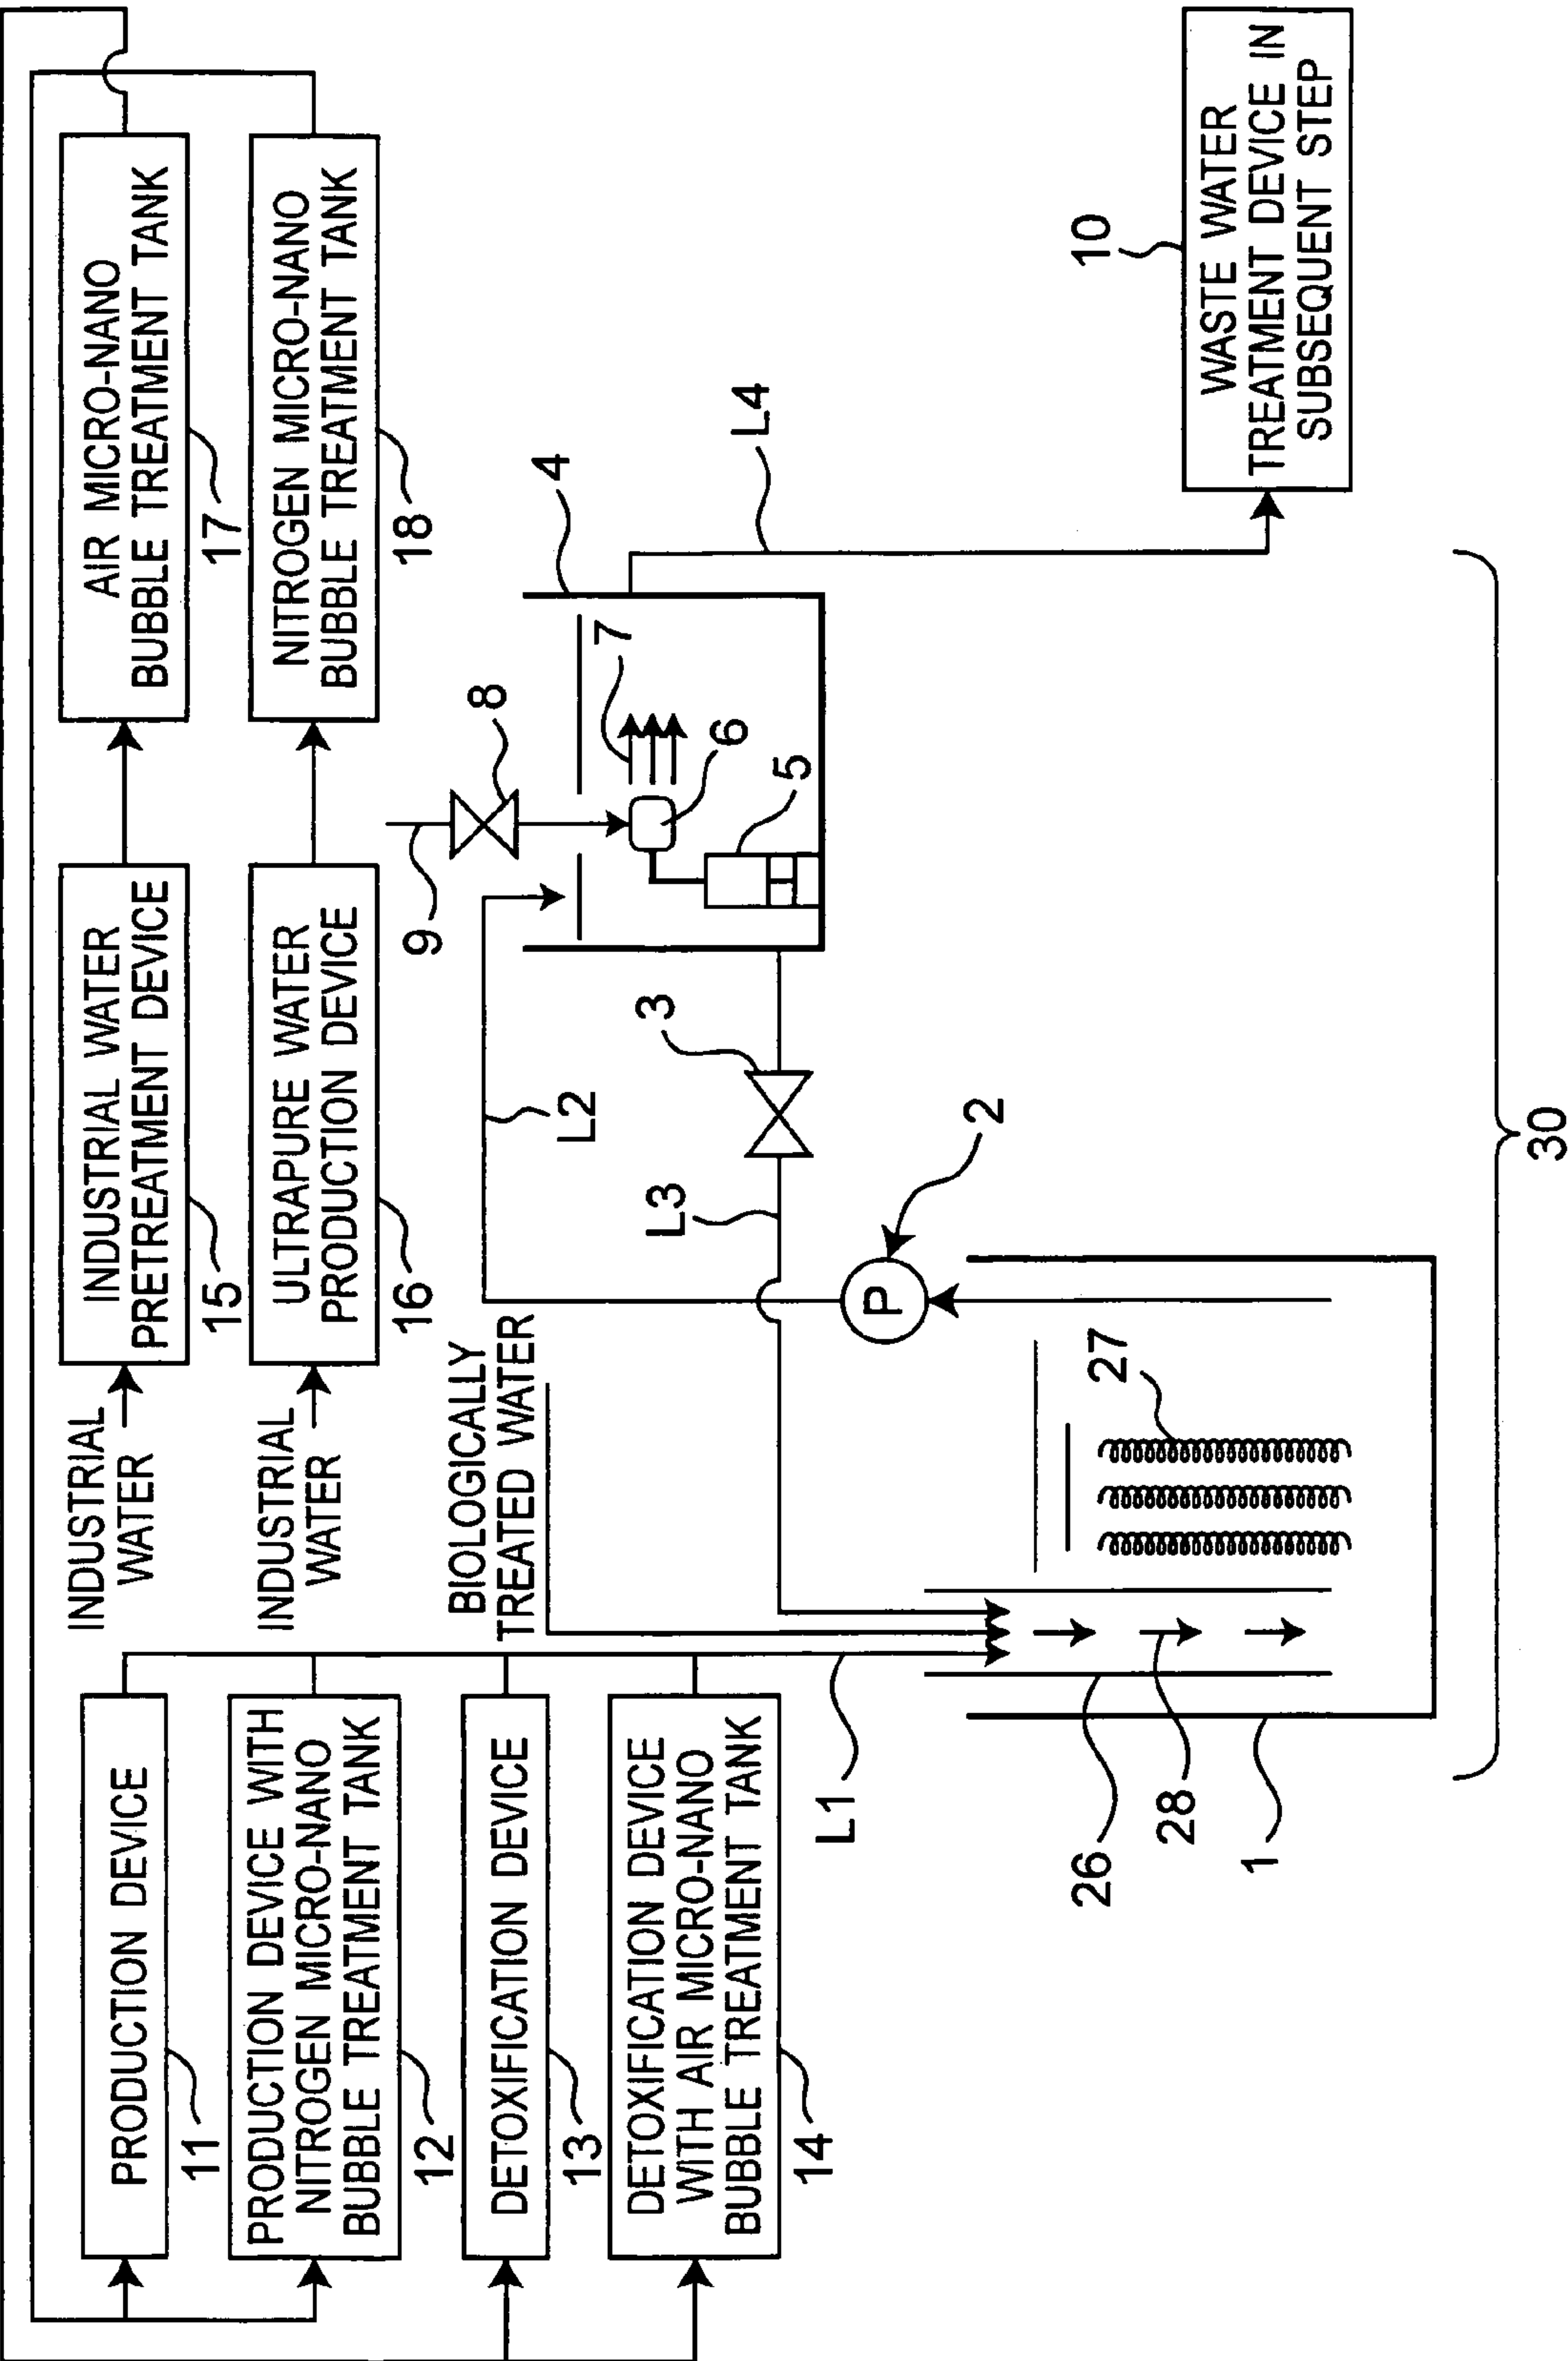 INDUSTRIAL
WATER
INDUSTRIAL WATER
PRETREATMENT DEVICE
15
AIR MICRO-NANO
BUBBLE TREATMENT TANK
17
INDUSTRIAL
WATER
ULTRAPURE WATER
PRODUCTION DEVICE
16
NITROGEN MICRO-NANO
BUBBLE TREATMENT TANK
18
PRODUCTION DEVICE
11
PRODUCTION DEVICE WITH
NITROGEN MICRO-NANO
BUBBLE TREATMENT TANK
12
DETOXIFICATION DEVICE
13
DETOXIFICATION DEVICE
WITH AIR MICRO-NANO
BUBBLE TREATMENT TANK
14
BIOLOGICALLY
TREATED WATER
9
8
4
7
6
5
L2
3
L3
L4
2
P
L1
27
26
28
1
10
WASTE WATER
TREATMENT DEVICE IN
SUBSEQUENT STEP
30